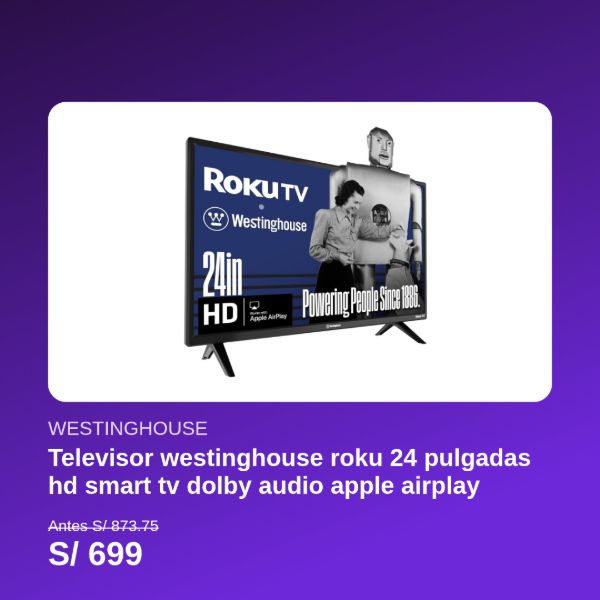 Roku TV
Westinghouse
24in
HD
Works with
Apple AirPlay
Powering People Since 1886.
WESTINGHOUSE
Televisor westinghouse roku 24 pulgadas
hd smart tv dolby audio apple airplay
Antes S/ 873.75
S/ 699